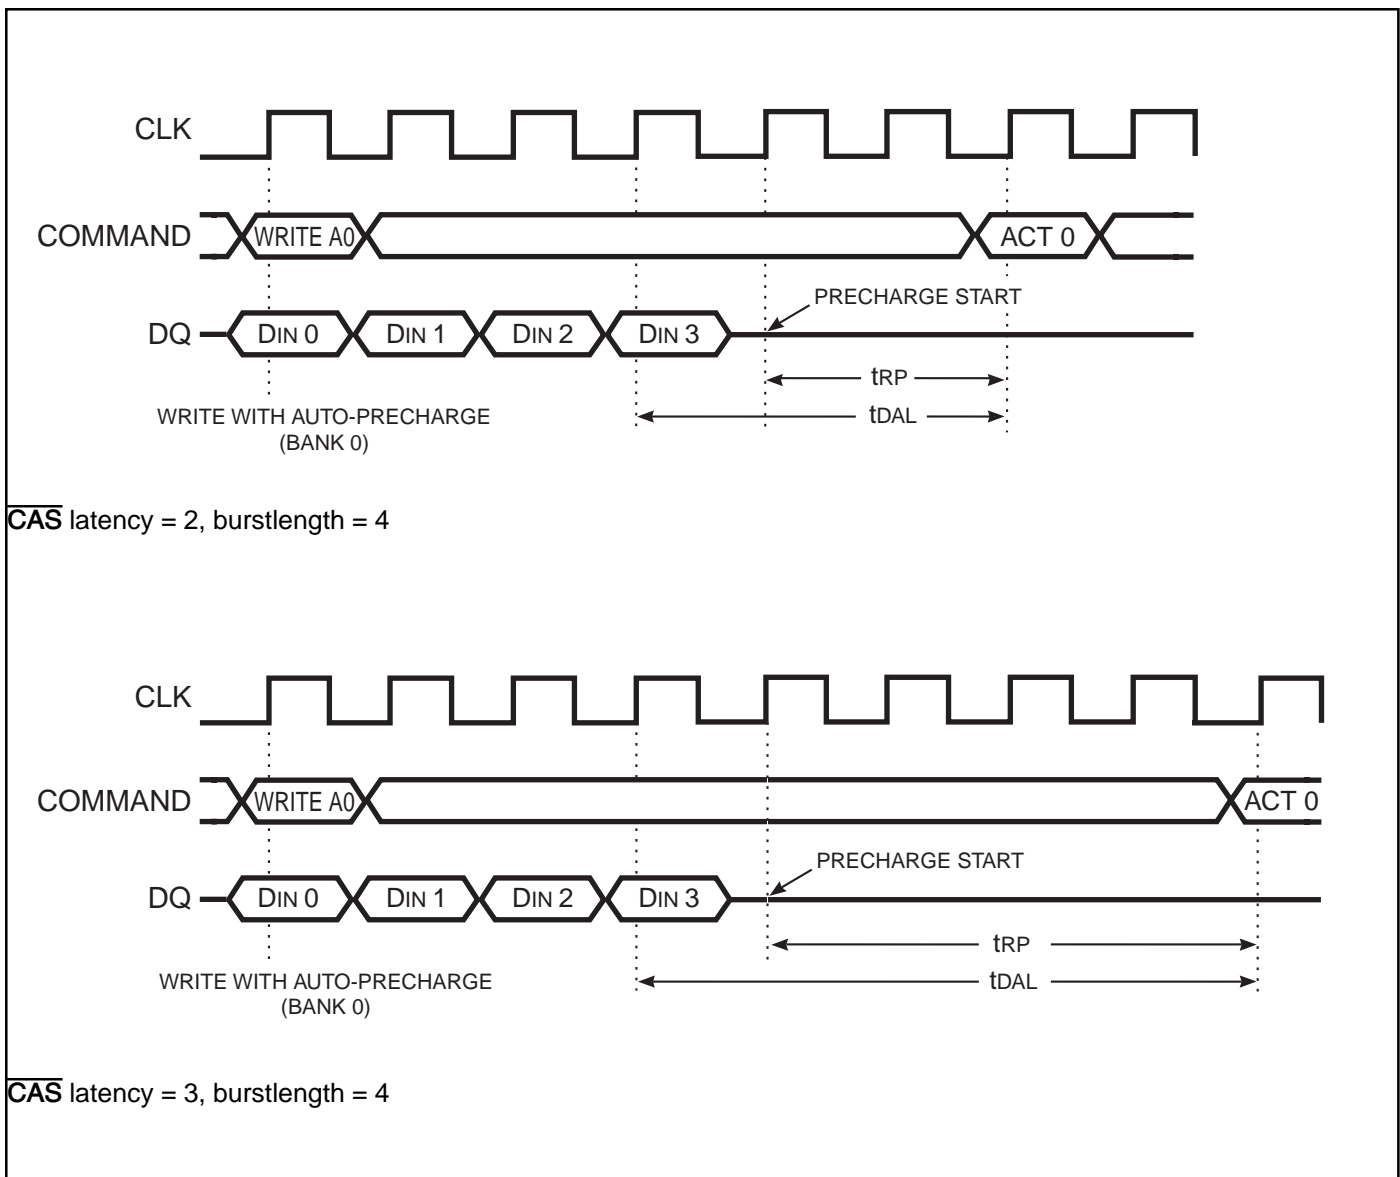 CLK
COMMAND
WRITE A0
ACT 0
PRECHARGE START
DQ
DIN 0
DIN 1
DIN 2
DIN 3
tRP
tDAL
WRITE WITH AUTO-PRECHARGE
(BANK 0)
CAS latency = 2, burstlength = 4
CLK
COMMAND
WRITE A0
ACT 0
PRECHARGE START
DQ
DIN 0
DIN 1
DIN 2
DIN 3
tRP
tDAL
WRITE WITH AUTO-PRECHARGE
(BANK 0)
CAS latency = 3, burstlength = 4